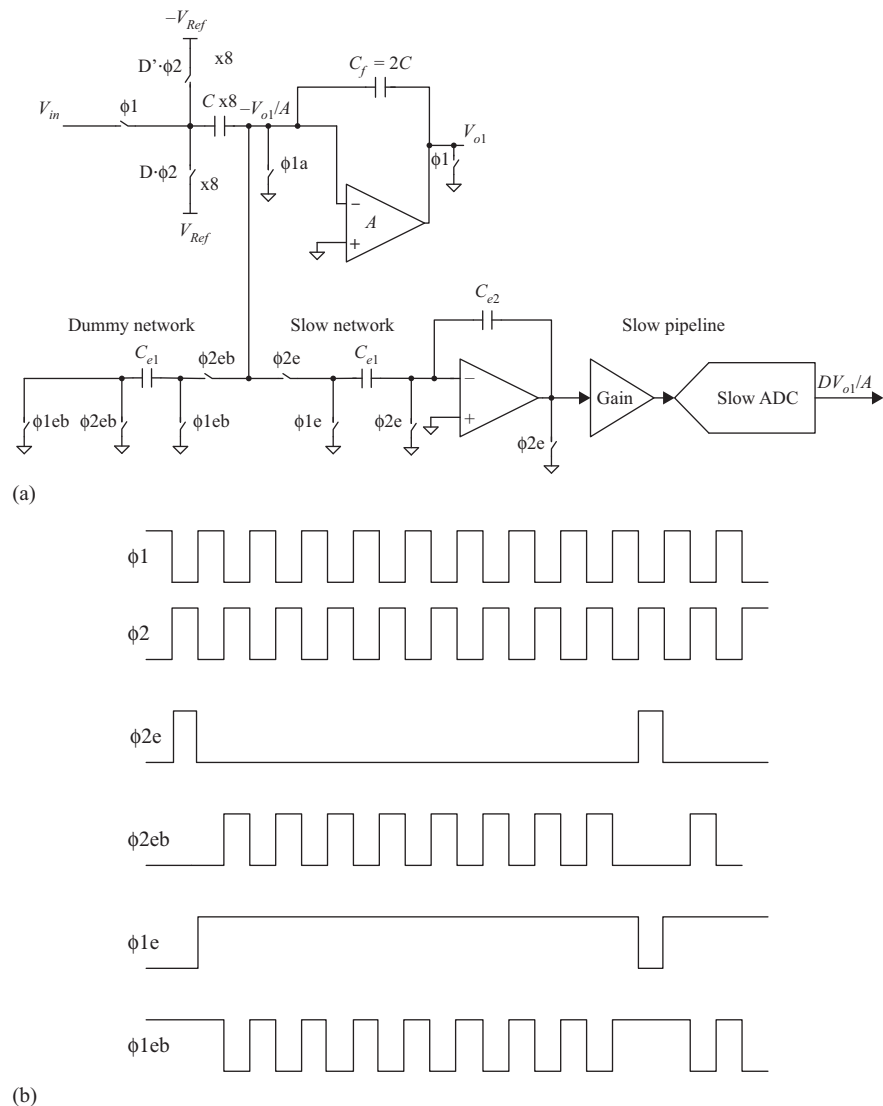 −V_Ref
D'·ϕ2
x8
V_in
ϕ1
C x8
−V_o1/A
C_f = 2C
V_o1
ϕ1
ϕ1a
D·ϕ2
x8
V_Ref
−
A
+
Dummy network
Slow network
Slow pipeline
C_e2
C_e1
ϕ2eb
ϕ2e
C_e1
−
+
Gain
Slow ADC
DV_o1/A
ϕ1eb
ϕ2eb
ϕ1eb
ϕ1e
ϕ2e
ϕ2e
(a)
ϕ1
ϕ2
ϕ2e
ϕ2eb
ϕ1e
ϕ1eb
(b)